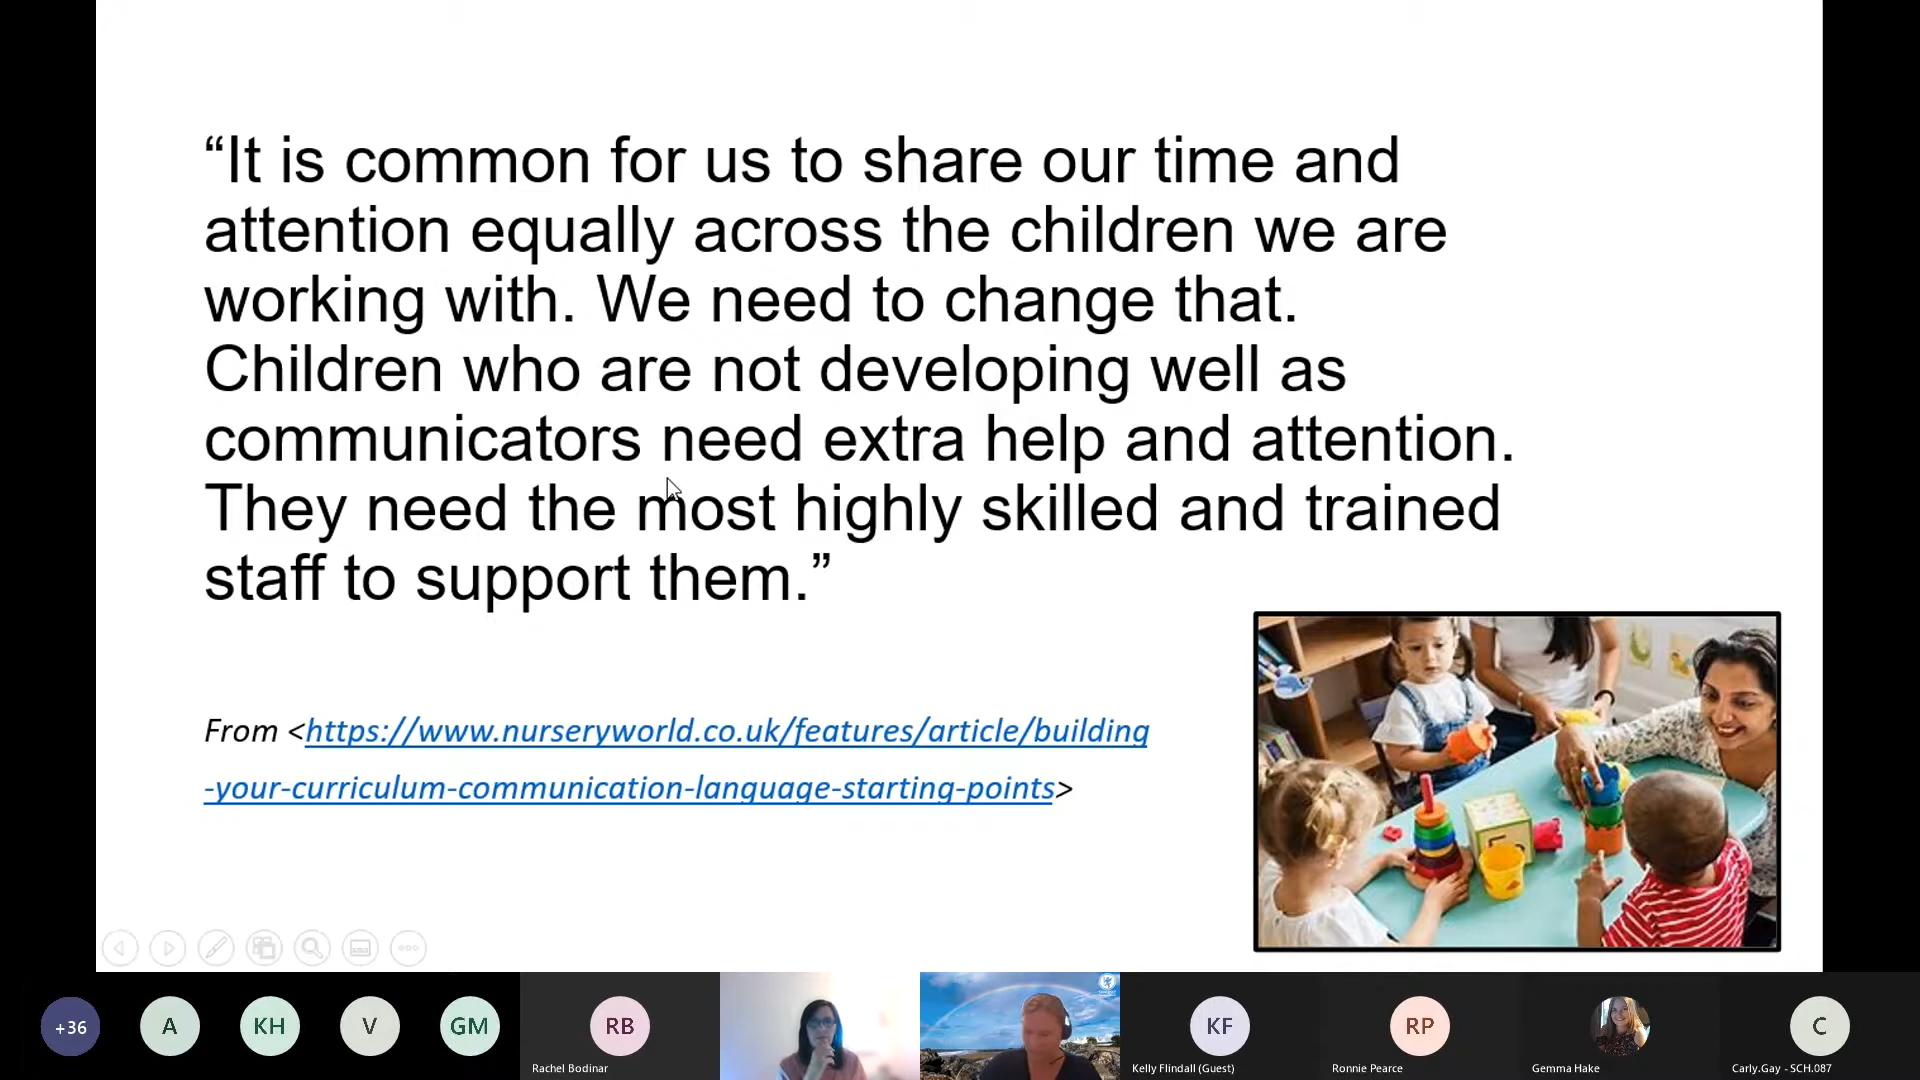 “It is common for us to share our time and
attention equally across the children we are
working with. We need to change that.
Children who are not developing well as
communicators need extra help and attention.
They need the most highly skilled and trained
staff to support them.”
From <https://www.nurseryworld.co.uk/features/article/building
-your-curriculum-communication-language-starting-points>
+36
A
KH
V
GM
RB
KF
RP
C
Rachel Bodinar
Kelly Flindall (Guest)
Ronnie Pearce
Gemma Hake
Carly.Gay - SCH.087